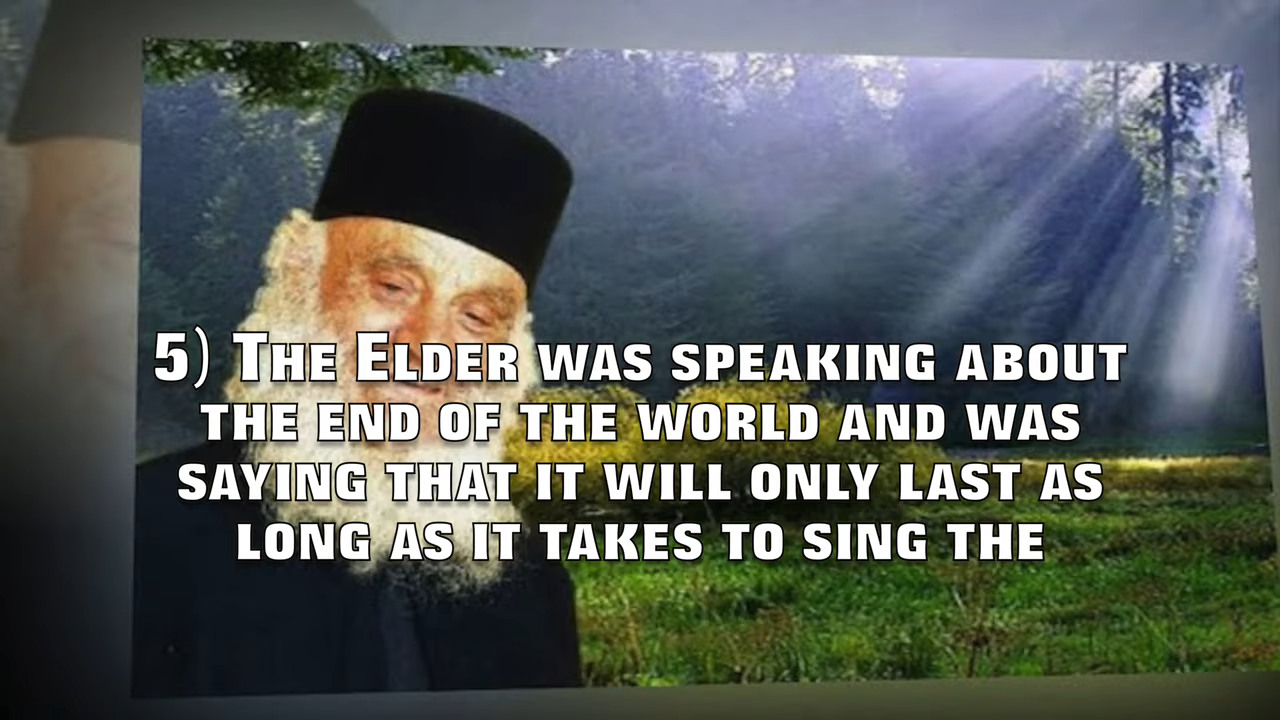 5) The Elder was speaking about
the end of the world and was
saying that it will only last as
long as it takes to sing the